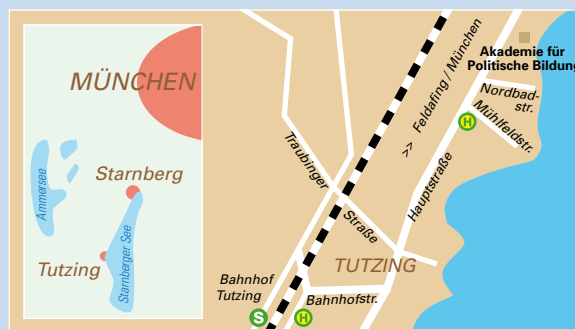 MÜNCHEN
Starnberg
Ammersee
Starnberger See
Tutzing
Akademie für
Politische Bildung
Nordbad-
str.
Mühlfeldstr.
H
>> Feldafing / München
Hauptstraße
Traubinger
Straße
TUTZING
Bahnhof
Tutzing
Bahnhofstr.
S
H